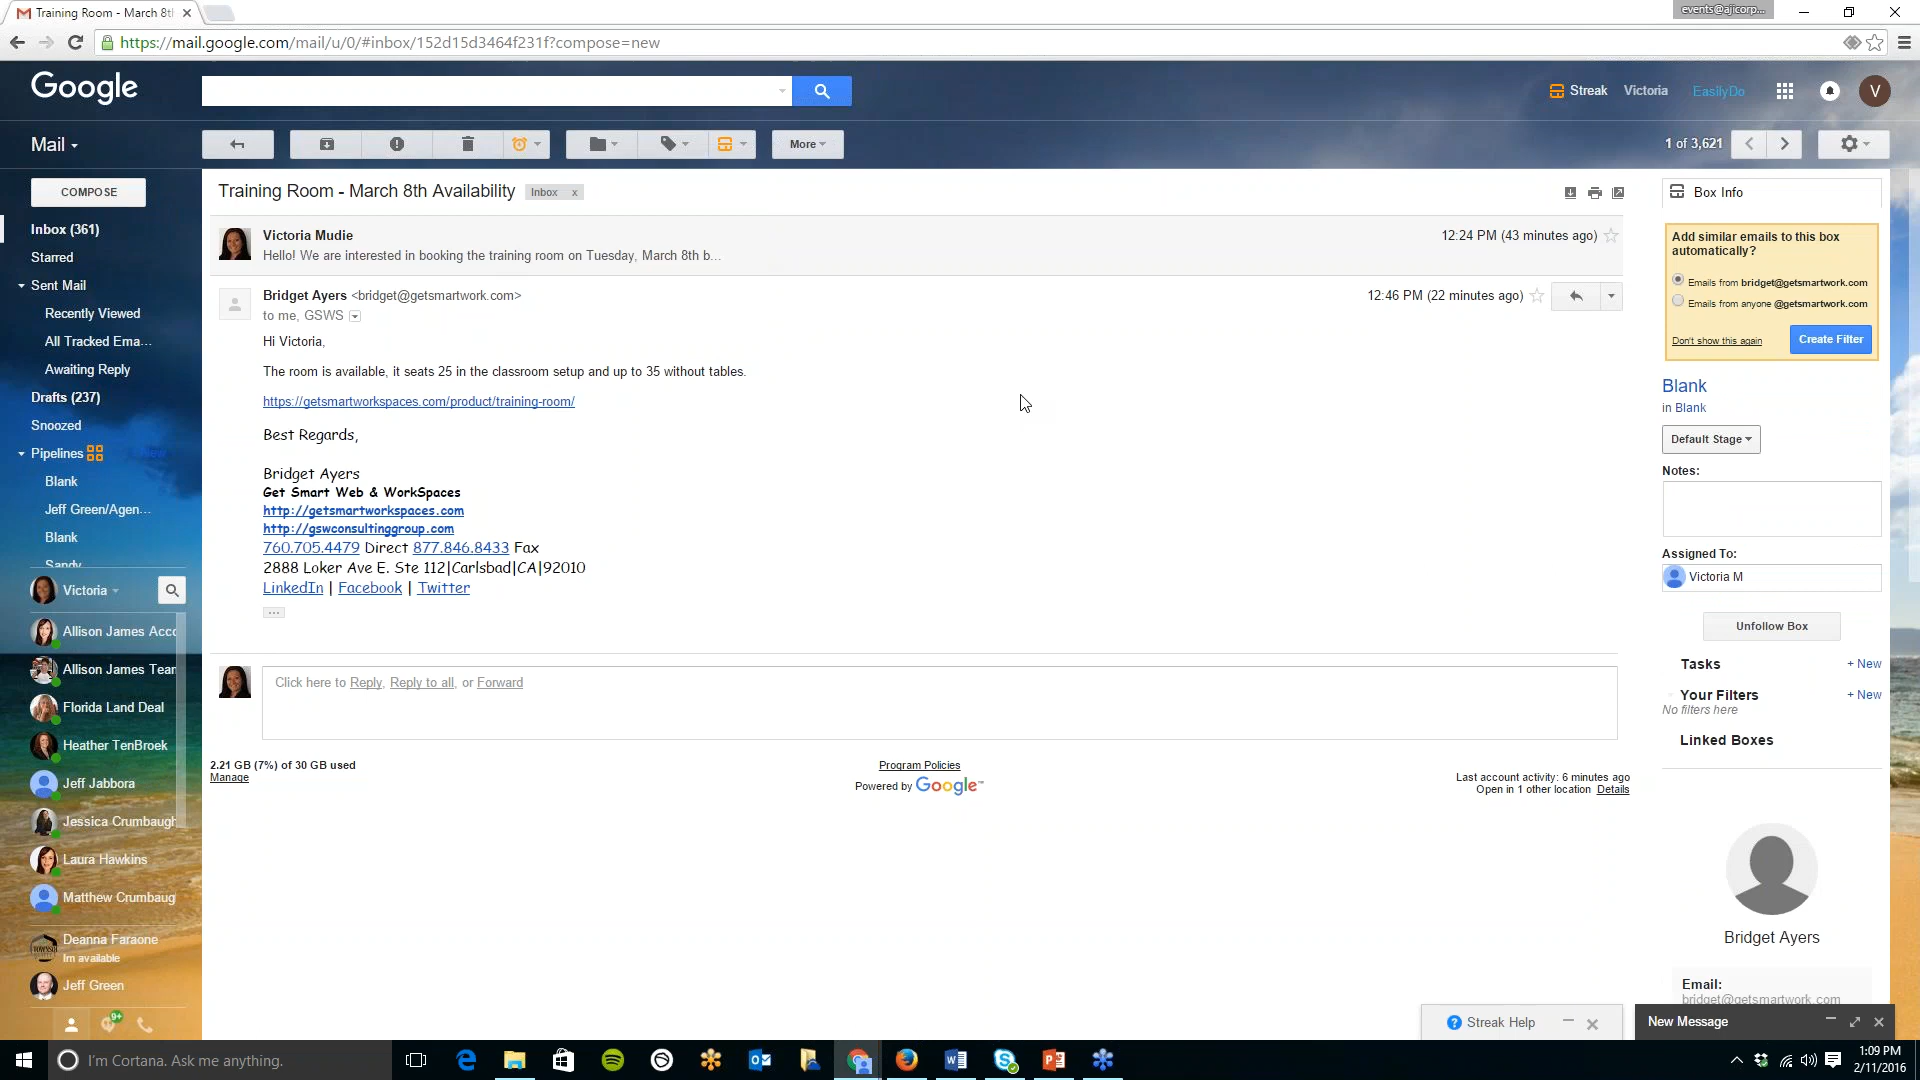 Training Room - March 8th
events@ajicorp...
https://mail.google.com/mail/u/0/#inbox/152d15d3464f231f?compose=new
Google
Streak
Victoria
EasilyDo
V
Mail
More
1 of 3,621
COMPOSE
Inbox (361)
Starred
Sent Mail
Recently Viewed
All Tracked Ema...
Awaiting Reply
Drafts (237)
Snoozed
Pipelines
New
Blank
Jeff Green/Agen...
Blank
Sandy
Victoria
Allison James Acco
Allison James Team
Florida Land Deal
Heather TenBroek
Jeff Jabbora
Jessica Crumbaugh
Laura Hawkins
Matthew Crumbaug
Deanna Faraone
Im available
Jeff Green
9+
Training Room - March 8th Availability
Inbox x
Victoria Mudie
12:24 PM (43 minutes ago)
Hello! We are interested in booking the training room on Tuesday, March 8th b...
Bridget Ayers <bridget@getsmartwork.com>
12:46 PM (22 minutes ago)
to me, GSWS
Hi Victoria,
The room is available, it seats 25 in the classroom setup and up to 35 without tables.
https://getsmartworkspaces.com/product/training-room/
Best Regards,
Bridget Ayers
Get Smart Web & WorkSpaces
http://getsmartworkspaces.com
http://gswconsultinggroup.com
760.705.4479 Direct 877.846.8433 Fax
2888 Loker Ave E. Ste 112|Carlsbad|CA|92010
LinkedIn | Facebook | Twitter
...
Click here to Reply, Reply to all, or Forward
2.21 GB (7%) of 30 GB used
Manage
Program Policies
Powered by Google™
Last account activity: 6 minutes ago
Open in 1 other location Details
Box Info
Add similar emails to this box
automatically?
Emails from bridget@getsmartwork.com
Emails from anyone @getsmartwork.com
Don't show this again
Create Filter
Blank
in Blank
Default Stage
Notes:
Assigned To:
Victoria M
Unfollow Box
Tasks
+ New
Your Filters
+ New
No filters here
Linked Boxes
Bridget Ayers
Email:
bridget@getsmartwork.com
Streak Help
New Message
I'm Cortana. Ask me anything.
1:09 PM
2/11/2016